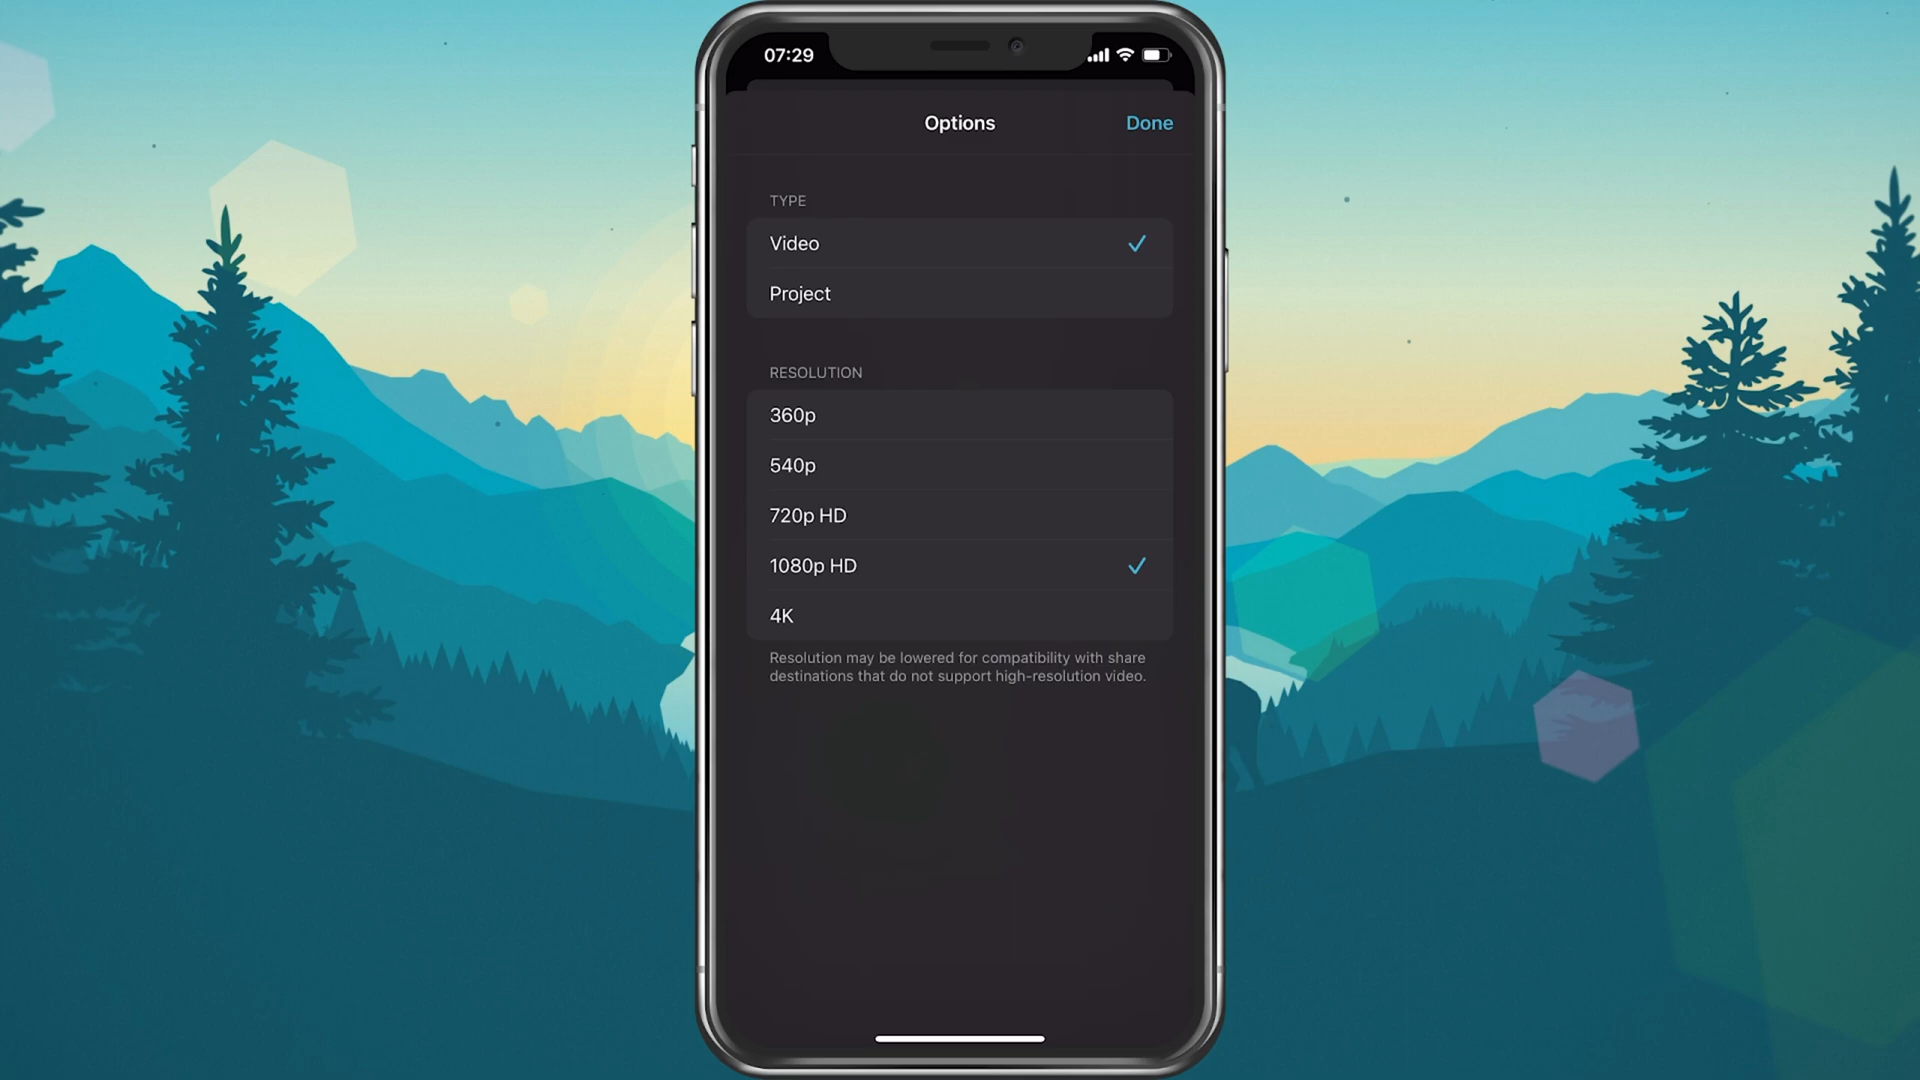 07:29
Options
Done
TYPE
Video
Project
RESOLUTION
360p
540p
720p HD
1080p HD
4K
Resolution may be lowered for compatibility with share
destinations that do not support high-resolution video.